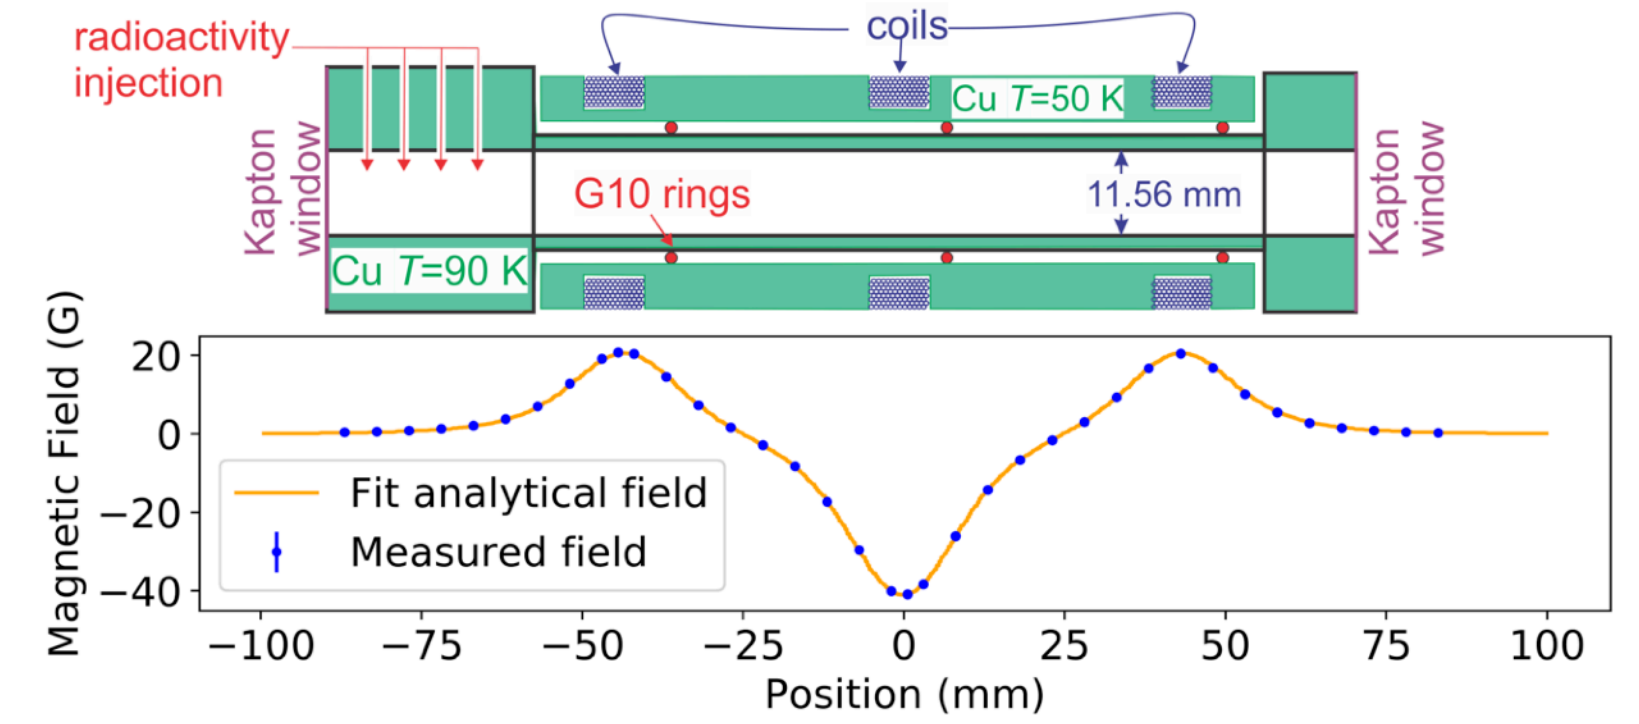 radioactivity
injection
coils
Cu T=50 K
Kapton
window
G10 rings
11.56 mm
Kapton
window
Cu T=90 K
Magnetic Field (G)
20
0
−20
−40
Fit analytical field
Measured field
−100
−75
−50
−25
0
25
50
75
100
Position (mm)